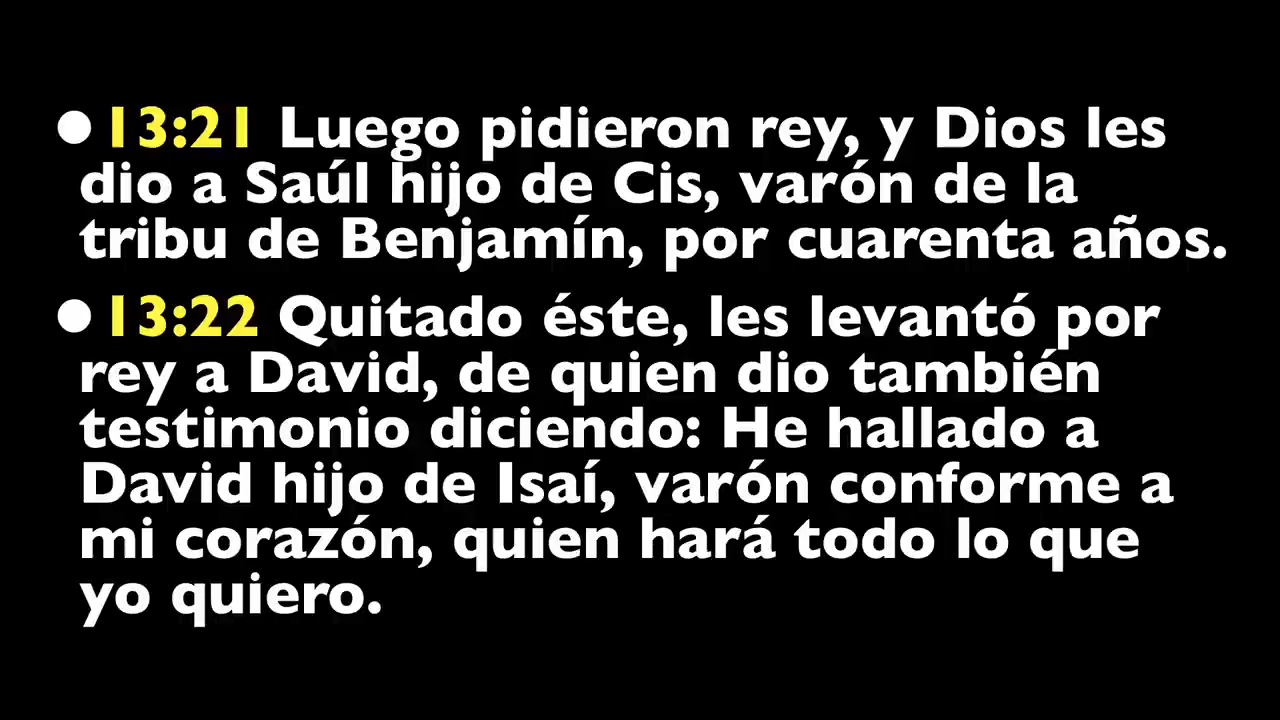 ●13:21 Luego pidieron rey, y Dios les
dio a Saúl hijo de Cis, varón de la
tribu de Benjamín, por cuarenta años.
●13:22 Quitado éste, les levantó por
rey a David, de quien dio también
testimonio diciendo: He hallado a
David hijo de Isaí, varón conforme a
mi corazón, quien hará todo lo que
yo quiero.